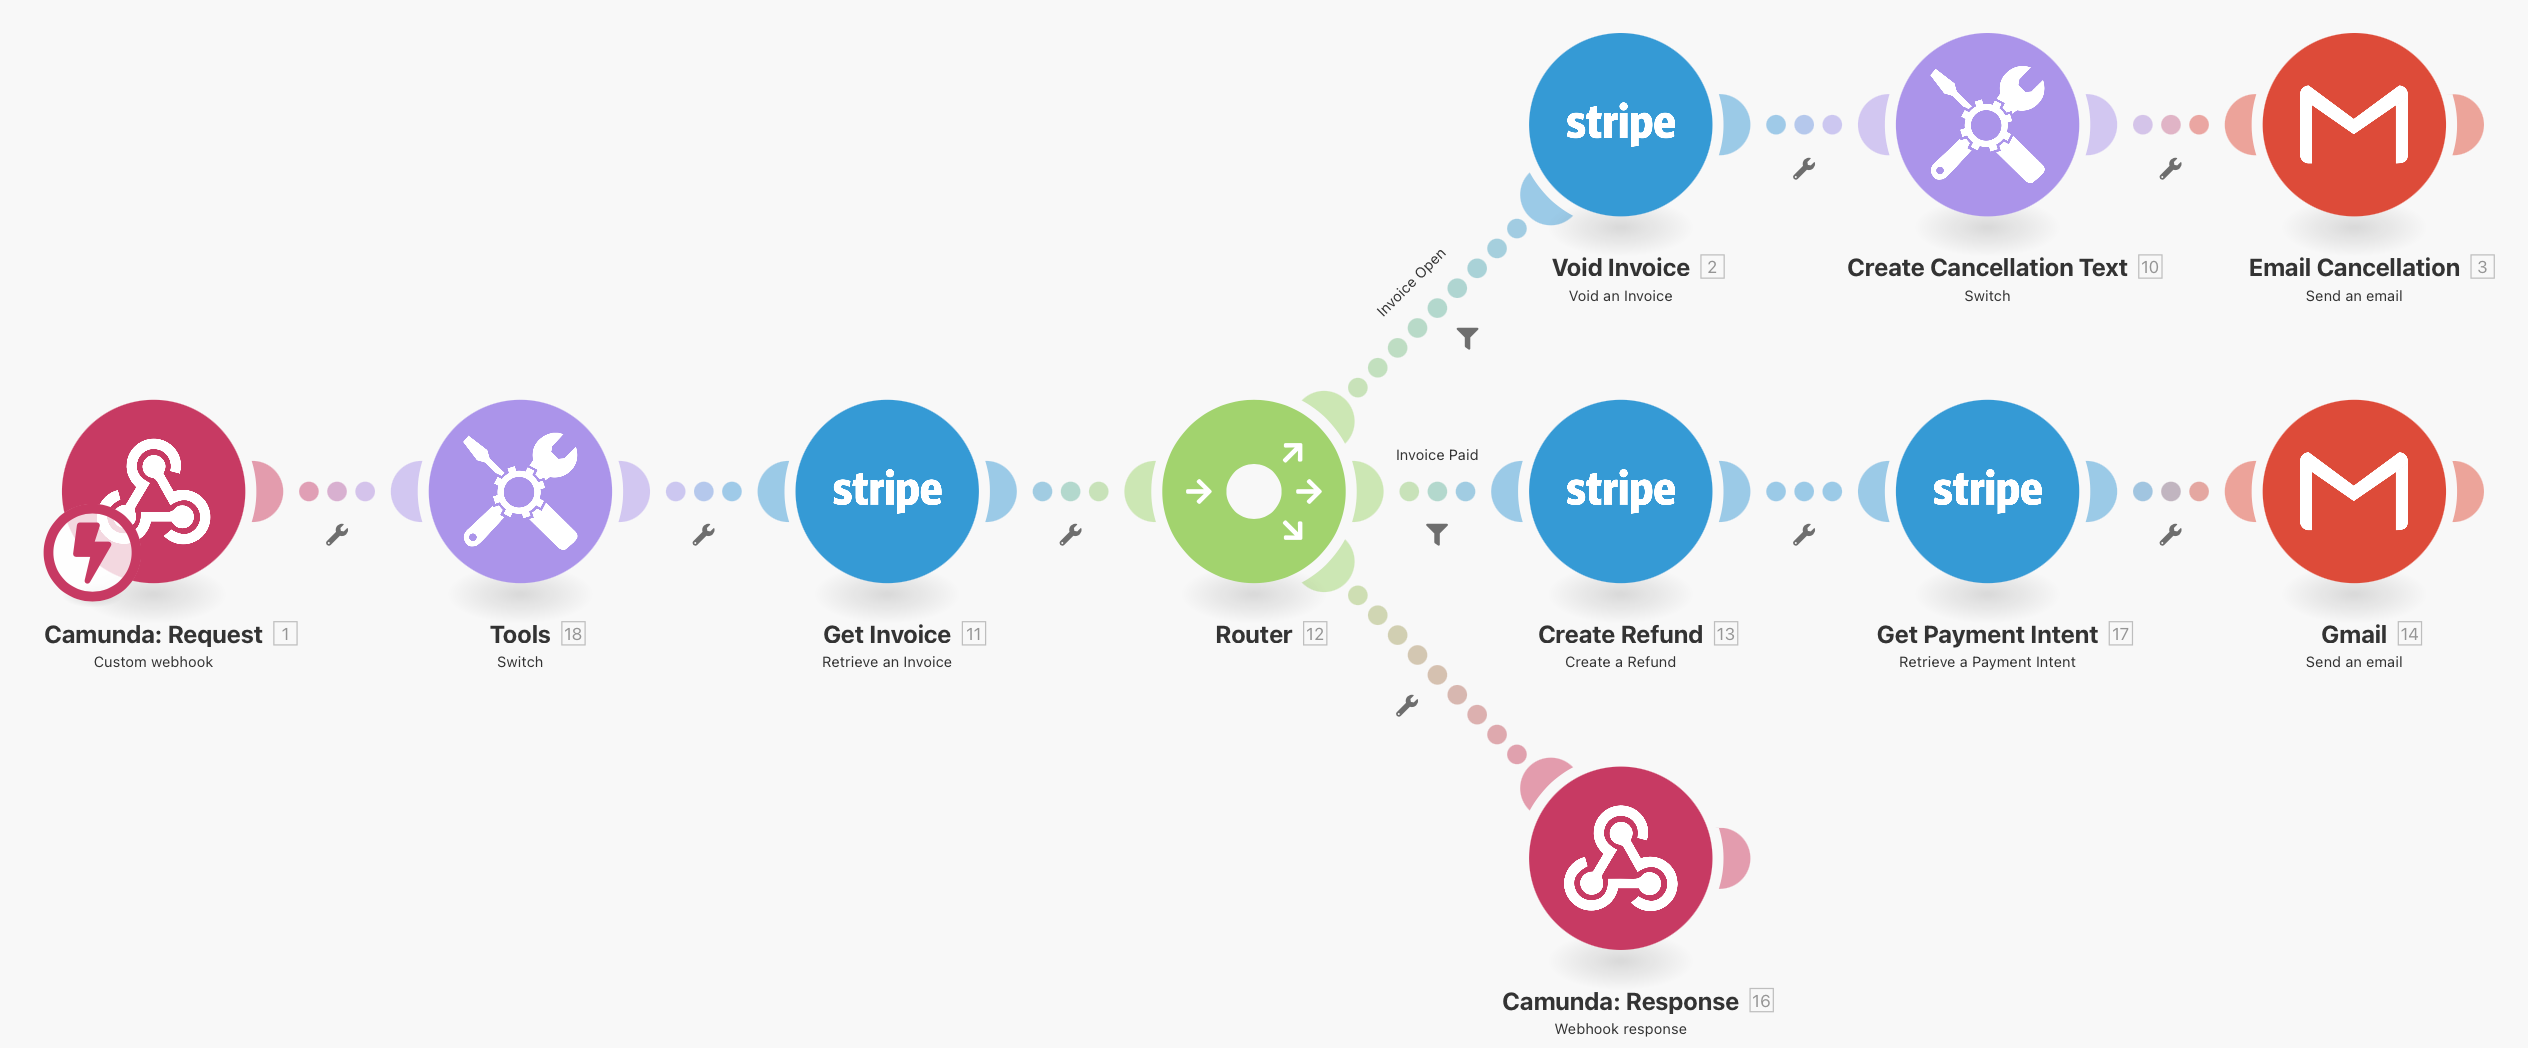 stripe
Void Invoice 2
Void an Invoice
Create Cancellation Text 10
Switch
Email Cancellation 3
Send an email
Invoice Open
Camunda: Request 1
Custom webhook
Tools 18
Switch
stripe
Get Invoice 11
Retrieve an Invoice
Router 12
Invoice Paid
stripe
Create Refund 13
Create a Refund
stripe
Get Payment Intent 17
Retrieve a Payment Intent
Gmail 14
Send an email
Camunda: Response 16
Webhook response